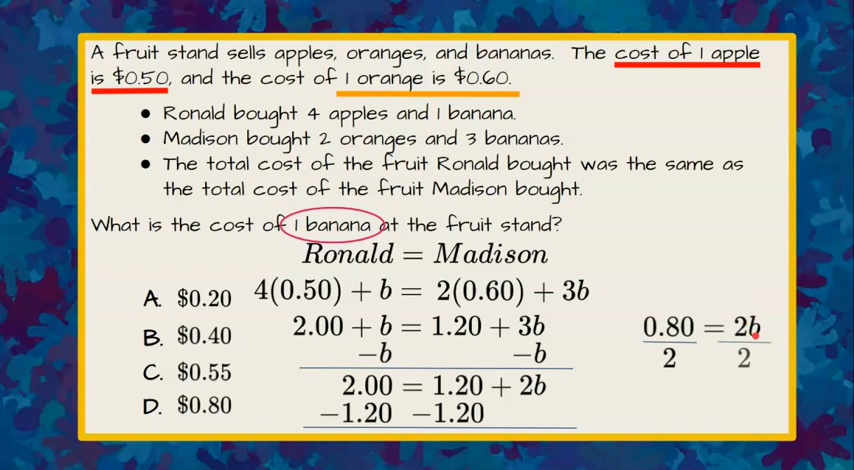 A fruit stand sells apples, oranges, and bananas. The cost of 1 apple
is $0.50, and the cost of 1 orange is $0.60.
• Ronald bought 4 apples and 1 banana.
• Madison bought 2 oranges and 3 bananas.
• The total cost of the fruit Ronald bought was the same as
the total cost of the fruit Madison bought.
What is the cost of 1 banana at the fruit stand?
Ronald = Madison
A. $0.20
B. $0.40
C. $0.55
D. $0.80
4(0.50) + b = 2(0.60) + 3b
2.00 + b = 1.20 + 3b
−b −b
2.00 = 1.20 + 2b
−1.20 −1.20
0.80 = 2b
2 2